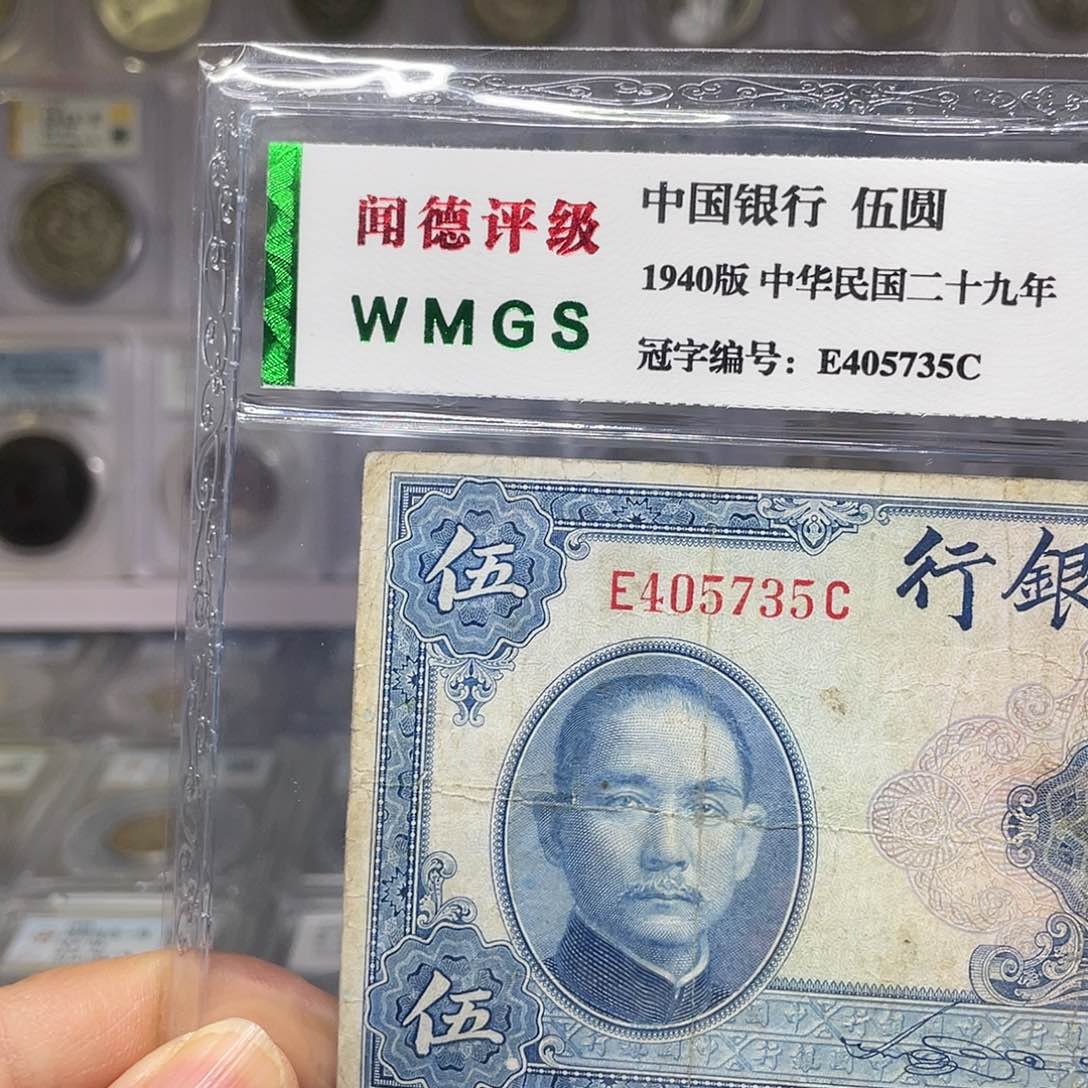 闻德评级
WMGS
中国银行 伍圆
1940版 中华民国二十九年
冠字编号：E405735C
伍
E405735C
行銀
伍